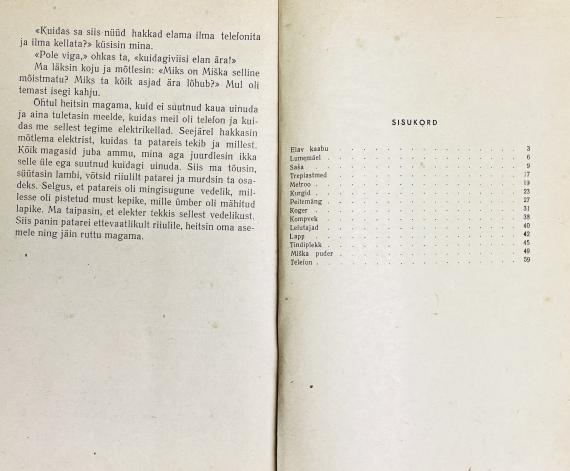 «Kuidas sa siis nüüd hakkad elama ilma telefonita
ja ilma kellata?» küsisin mina.
«Pole viga,» ohkas ta, «kuidagiviisi elan ära!»
Ma läksin koju ja mõtlesin: «Miks on Miška selline
mõistmatu? Miks ta kõik asjad ära lõhub?» Mul oli
temast isegi kahju.
Õhtul heitsin magama, kuid ei suutnud kaua uinuda
ja aina tuletasin meelde, kuidas meil oli telefon ja kui-
das me sellest tegime elektrikellad. Seejärel hakkasin
mõtlema elektrist, kuidas ta patareis tekib ja millest.
Kõik magasid juba ammu, mina aga juurdlesin ikka
selle üle ega suutnud kuidagi uinuda. Siis ma tõusin,
süütasin lambi, võtsid riiulilt patarei ja murdsin ta osa-
deks. Selgus, et patareis oli mingisugune vedelik, mil-
lesse oli pistetud must kepike, mille ümber oli mähitud
lapike. Ma taipasin, et elekter tekkis sellest vedelikust.
Siis panin patarei ettevaatlikult riiulile, heitsin oma ase-
mele ning jäin ruttu magama.
SISUKORD
Elav kaabu 3
Lumemäel 6
Saša 9
Trepiastmed 17
Metroo 19
Kurgid 23
Peitemäng 27
Koger 31
Kompvek 38
Leiutajad 40
Lapp 42
Tindiplekk 45
Miška puder 49
Telefon 59